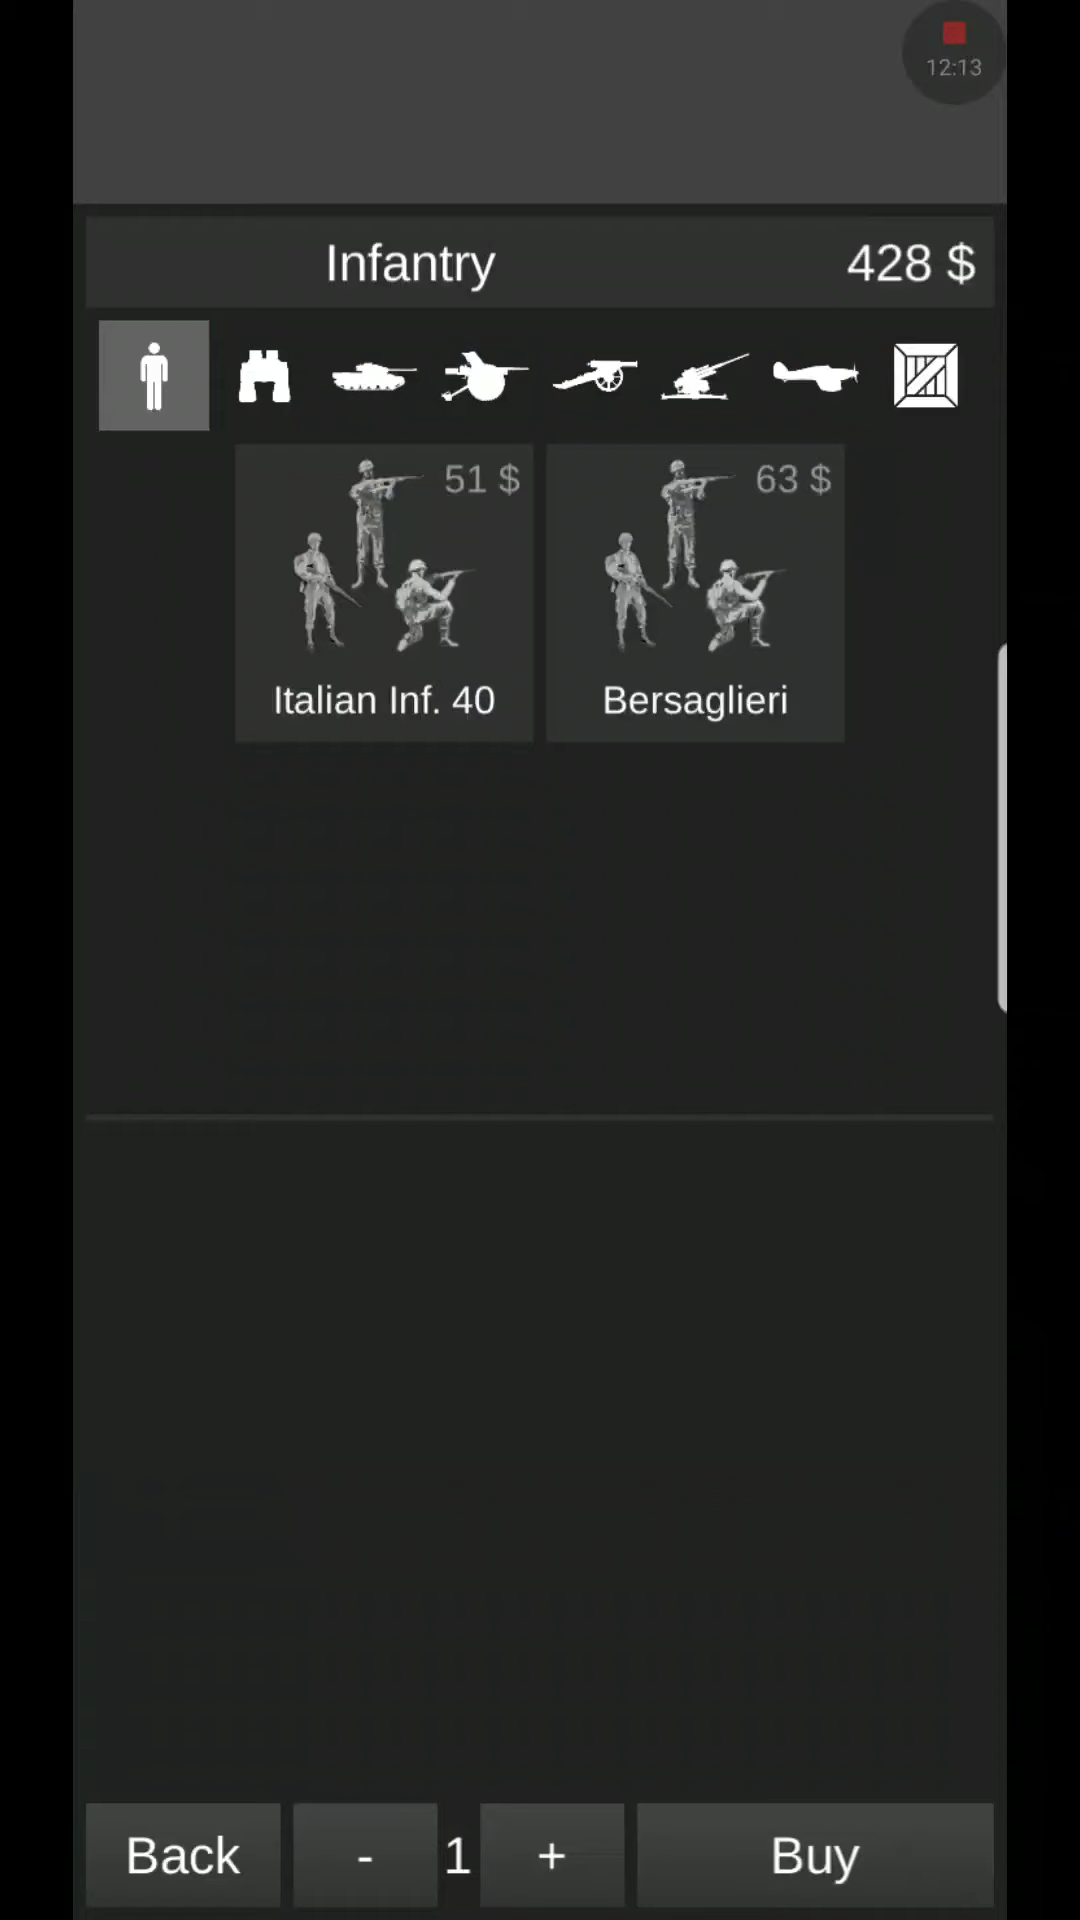 12:13
Infantry 428 $
51 $ 63 $
Italian Inf. 40 Bersaglieri
Back - 1 + Buy